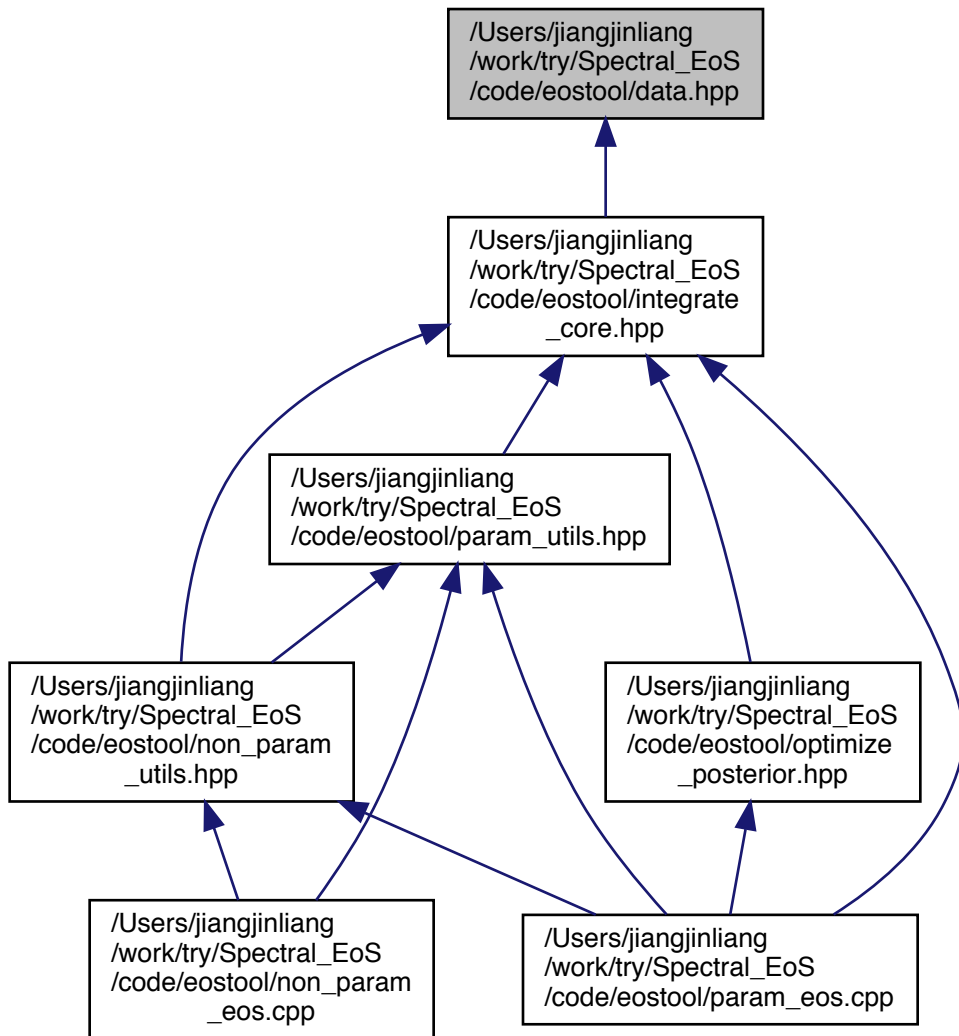 /Users/jiangjinliang
/work/try/Spectral_EoS
/code/eostool/data.hpp
/Users/jiangjinliang
/work/try/Spectral_EoS
/code/eostool/integrate
_core.hpp
/Users/jiangjinliang
/work/try/Spectral_EoS
/code/eostool/param_utils.hpp
/Users/jiangjinliang
/work/try/Spectral_EoS
/code/eostool/non_param
_utils.hpp
/Users/jiangjinliang
/work/try/Spectral_EoS
/code/eostool/optimize
_posterior.hpp
/Users/jiangjinliang
/work/try/Spectral_EoS
/code/eostool/non_param
_eos.cpp
/Users/jiangjinliang
/work/try/Spectral_EoS
/code/eostool/param_eos.cpp